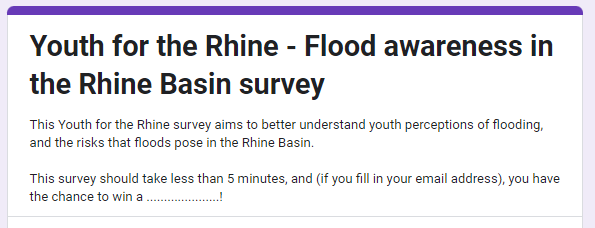 Youth for the Rhine - Flood awareness in
the Rhine Basin survey
This Youth for the Rhine survey aims to better understand youth perceptions of flooding,
and the risks that floods pose in the Rhine Basin.
This survey should take less than 5 minutes, and (if you fill in your email address), you have
the chance to win a .....................!